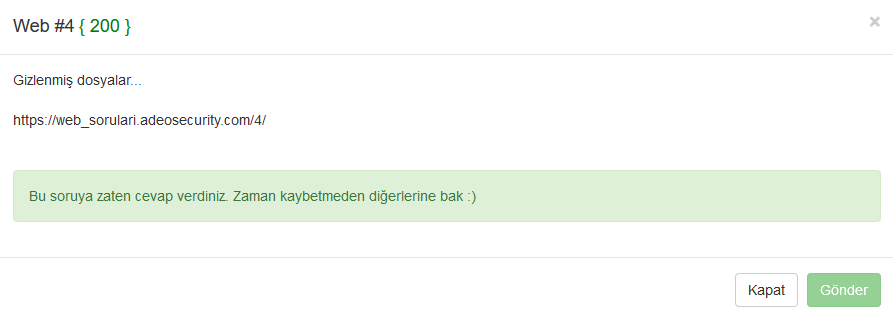 Web #4 { 200 }
×
Gizlenmiş dosyalar...
https://web_sorulari.adeosecurity.com/4/
Bu soruya zaten cevap verdiniz. Zaman kaybetmeden diğerlerine bak :)
Kapat Gönder